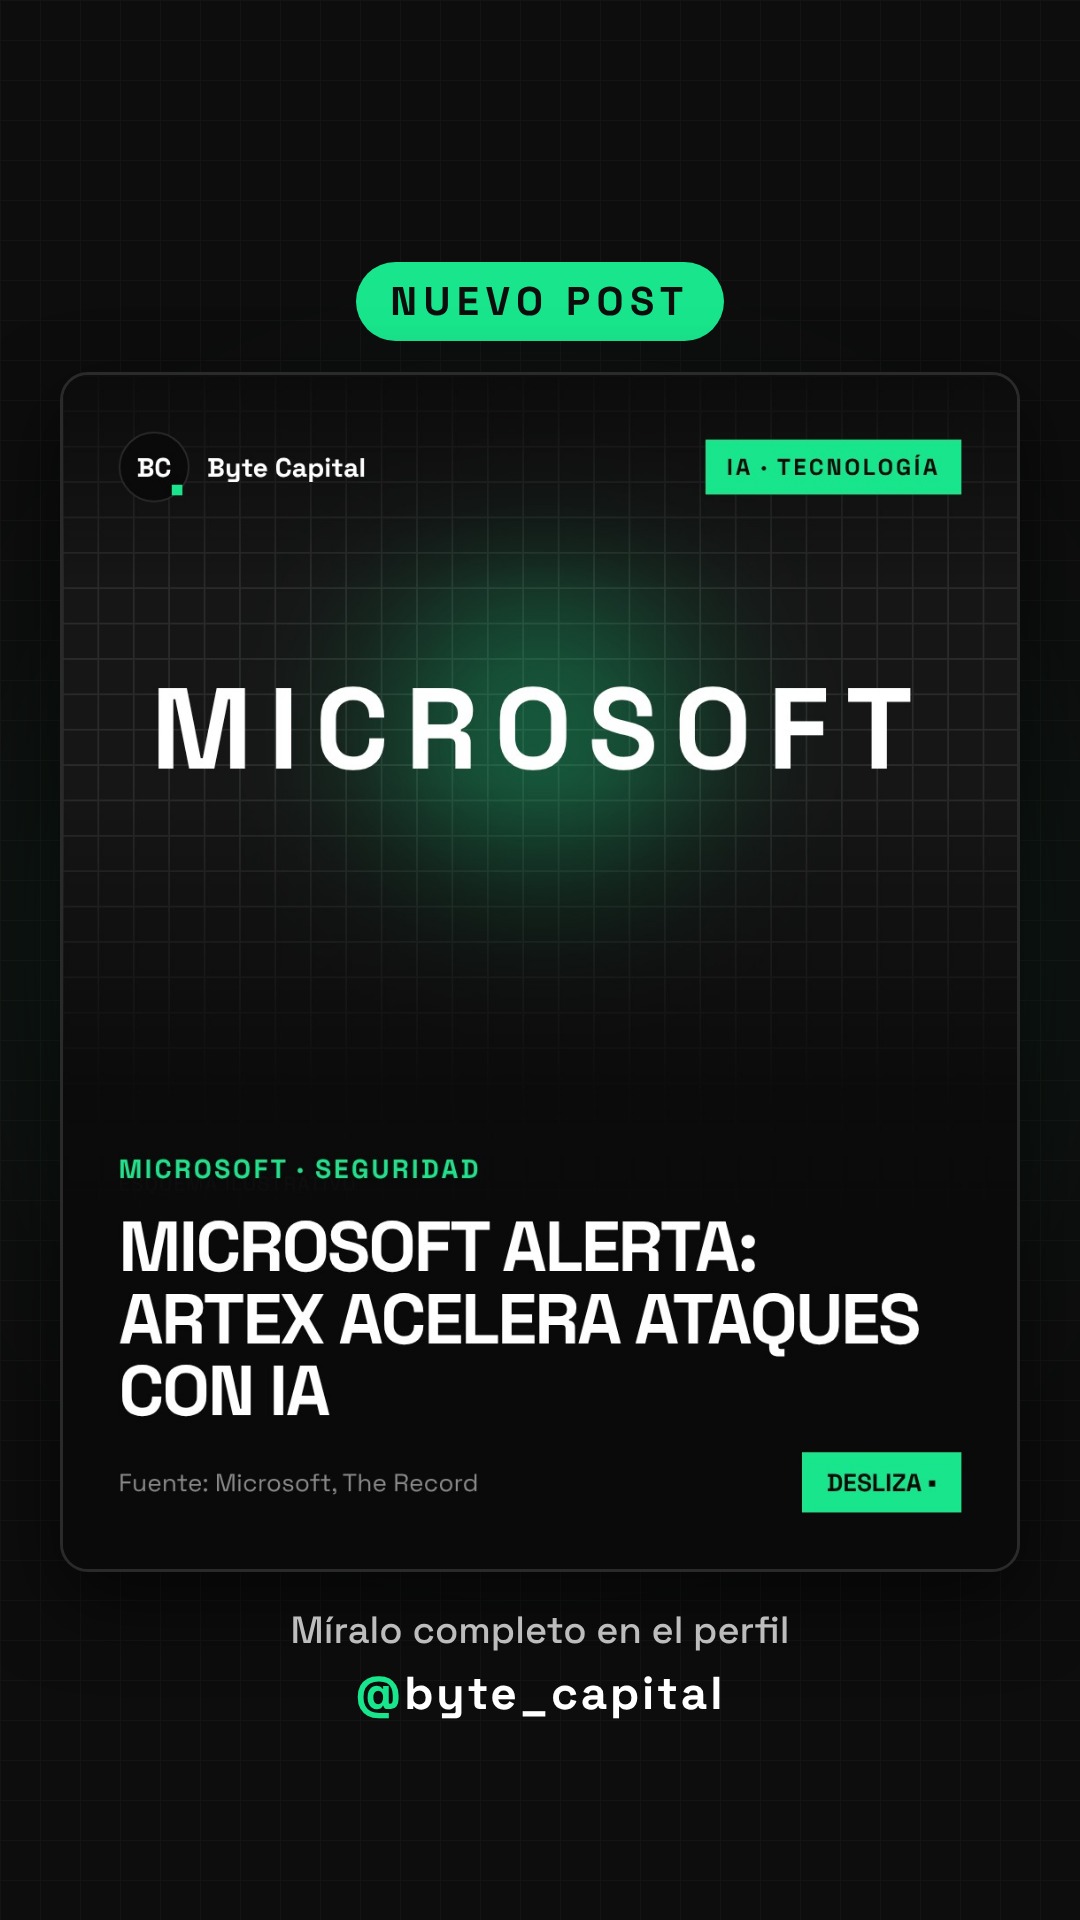 NUEVO POST
BC
Byte Capital
IA · TECNOLOGÍA
MICROSOFT
MICROSOFT · SEGURIDAD
MICROSOFT ALERTA:
ARTEX ACELERA ATAQUES
CON IA
Fuente: Microsoft, The Record
DESLIZA ▪
Míralo completo en el perfil
@byte_capital